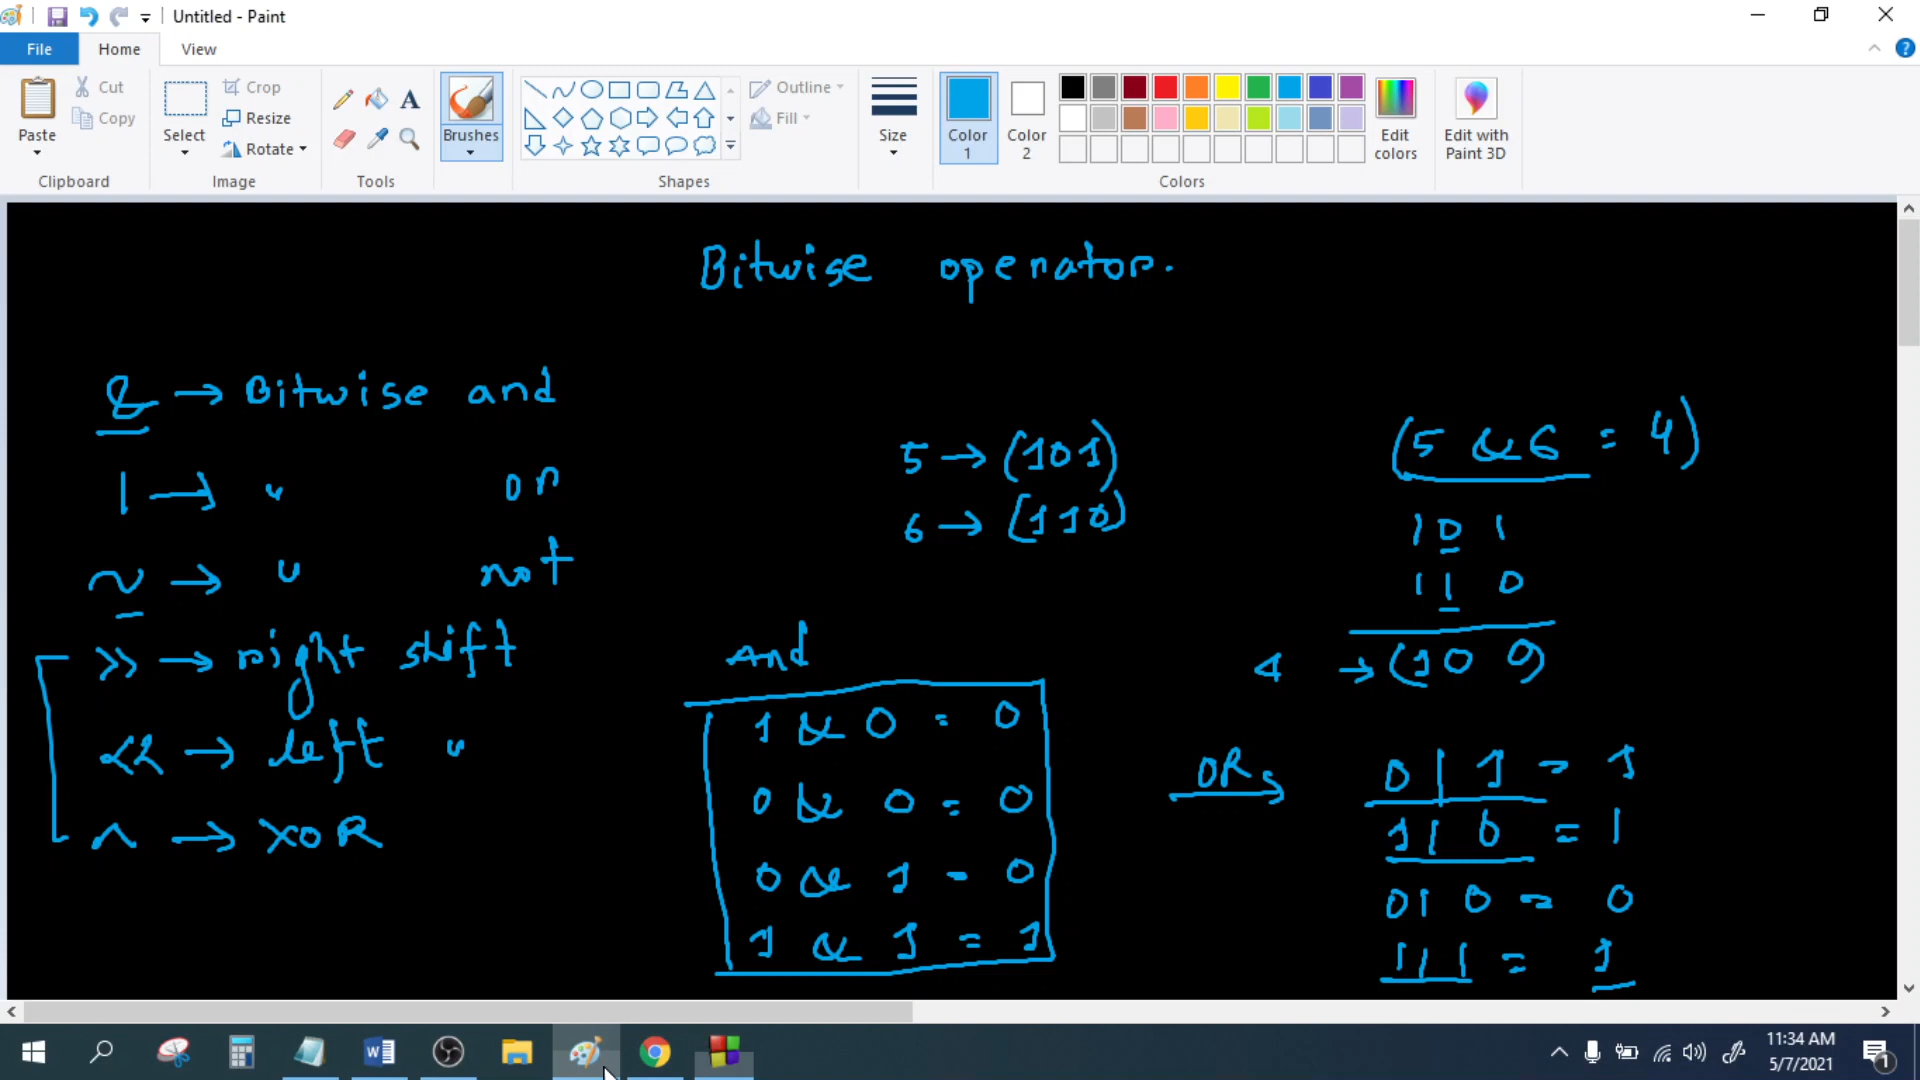 Untitled - Paint
File Home View
Paste
Cut
Copy
Clipboard
Select
Crop
Resize
Rotate
Image
Tools
Brushes
Shapes
Outline
Fill
Size
Color 1
Color 2
Edit colors
Colors
Edit with Paint 3D
Bitwise operator.
& → Bitwise and
| → " or
~ → " not
>> → right shift
<< → left "
^ → XOR
5 → (101)
6 → (110)
And
1 & 0 = 0
0 & 0 = 0
0 & 1 = 0
1 & 1 = 1
(5 & 6 = 4)
1 0 1
1 1 0
4 → (1 0 0)
OR
0 | 1 = 1
1 | 0 = 1
0 | 0 = 0
1 | 1 = 1
11:34 AM
5/7/2021
1